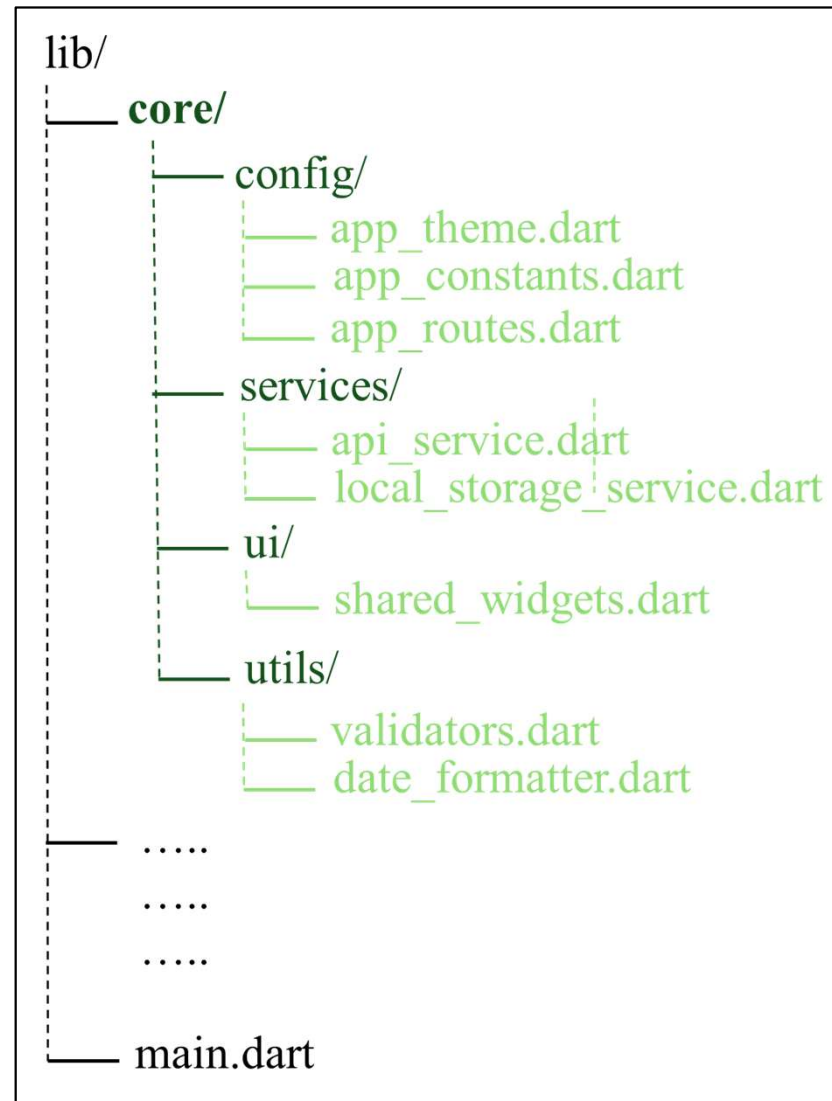 lib/
core/
config/
app_theme.dart
app_constants.dart
app_routes.dart
services/
api_service.dart
local_storage_service.dart
ui/
shared_widgets.dart
utils/
validators.dart
date_formatter.dart
.....
.....
.....
main.dart